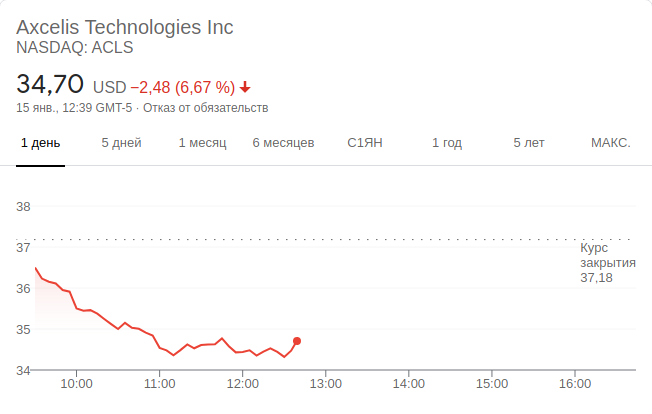 Axcelis Technologies Inc
NASDAQ: ACLS
34,70 USD −2,48 (6,67 %)
15 янв., 12:39 GMT-5 · Отказ от обязательств
1 день 5 дней 1 месяц 6 месяцев С1ЯН 1 год 5 лет МАКС.
38
37
Курс
закрытия
37,18
36
35
34
10:00 11:00 12:00 13:00 14:00 15:00 16:00